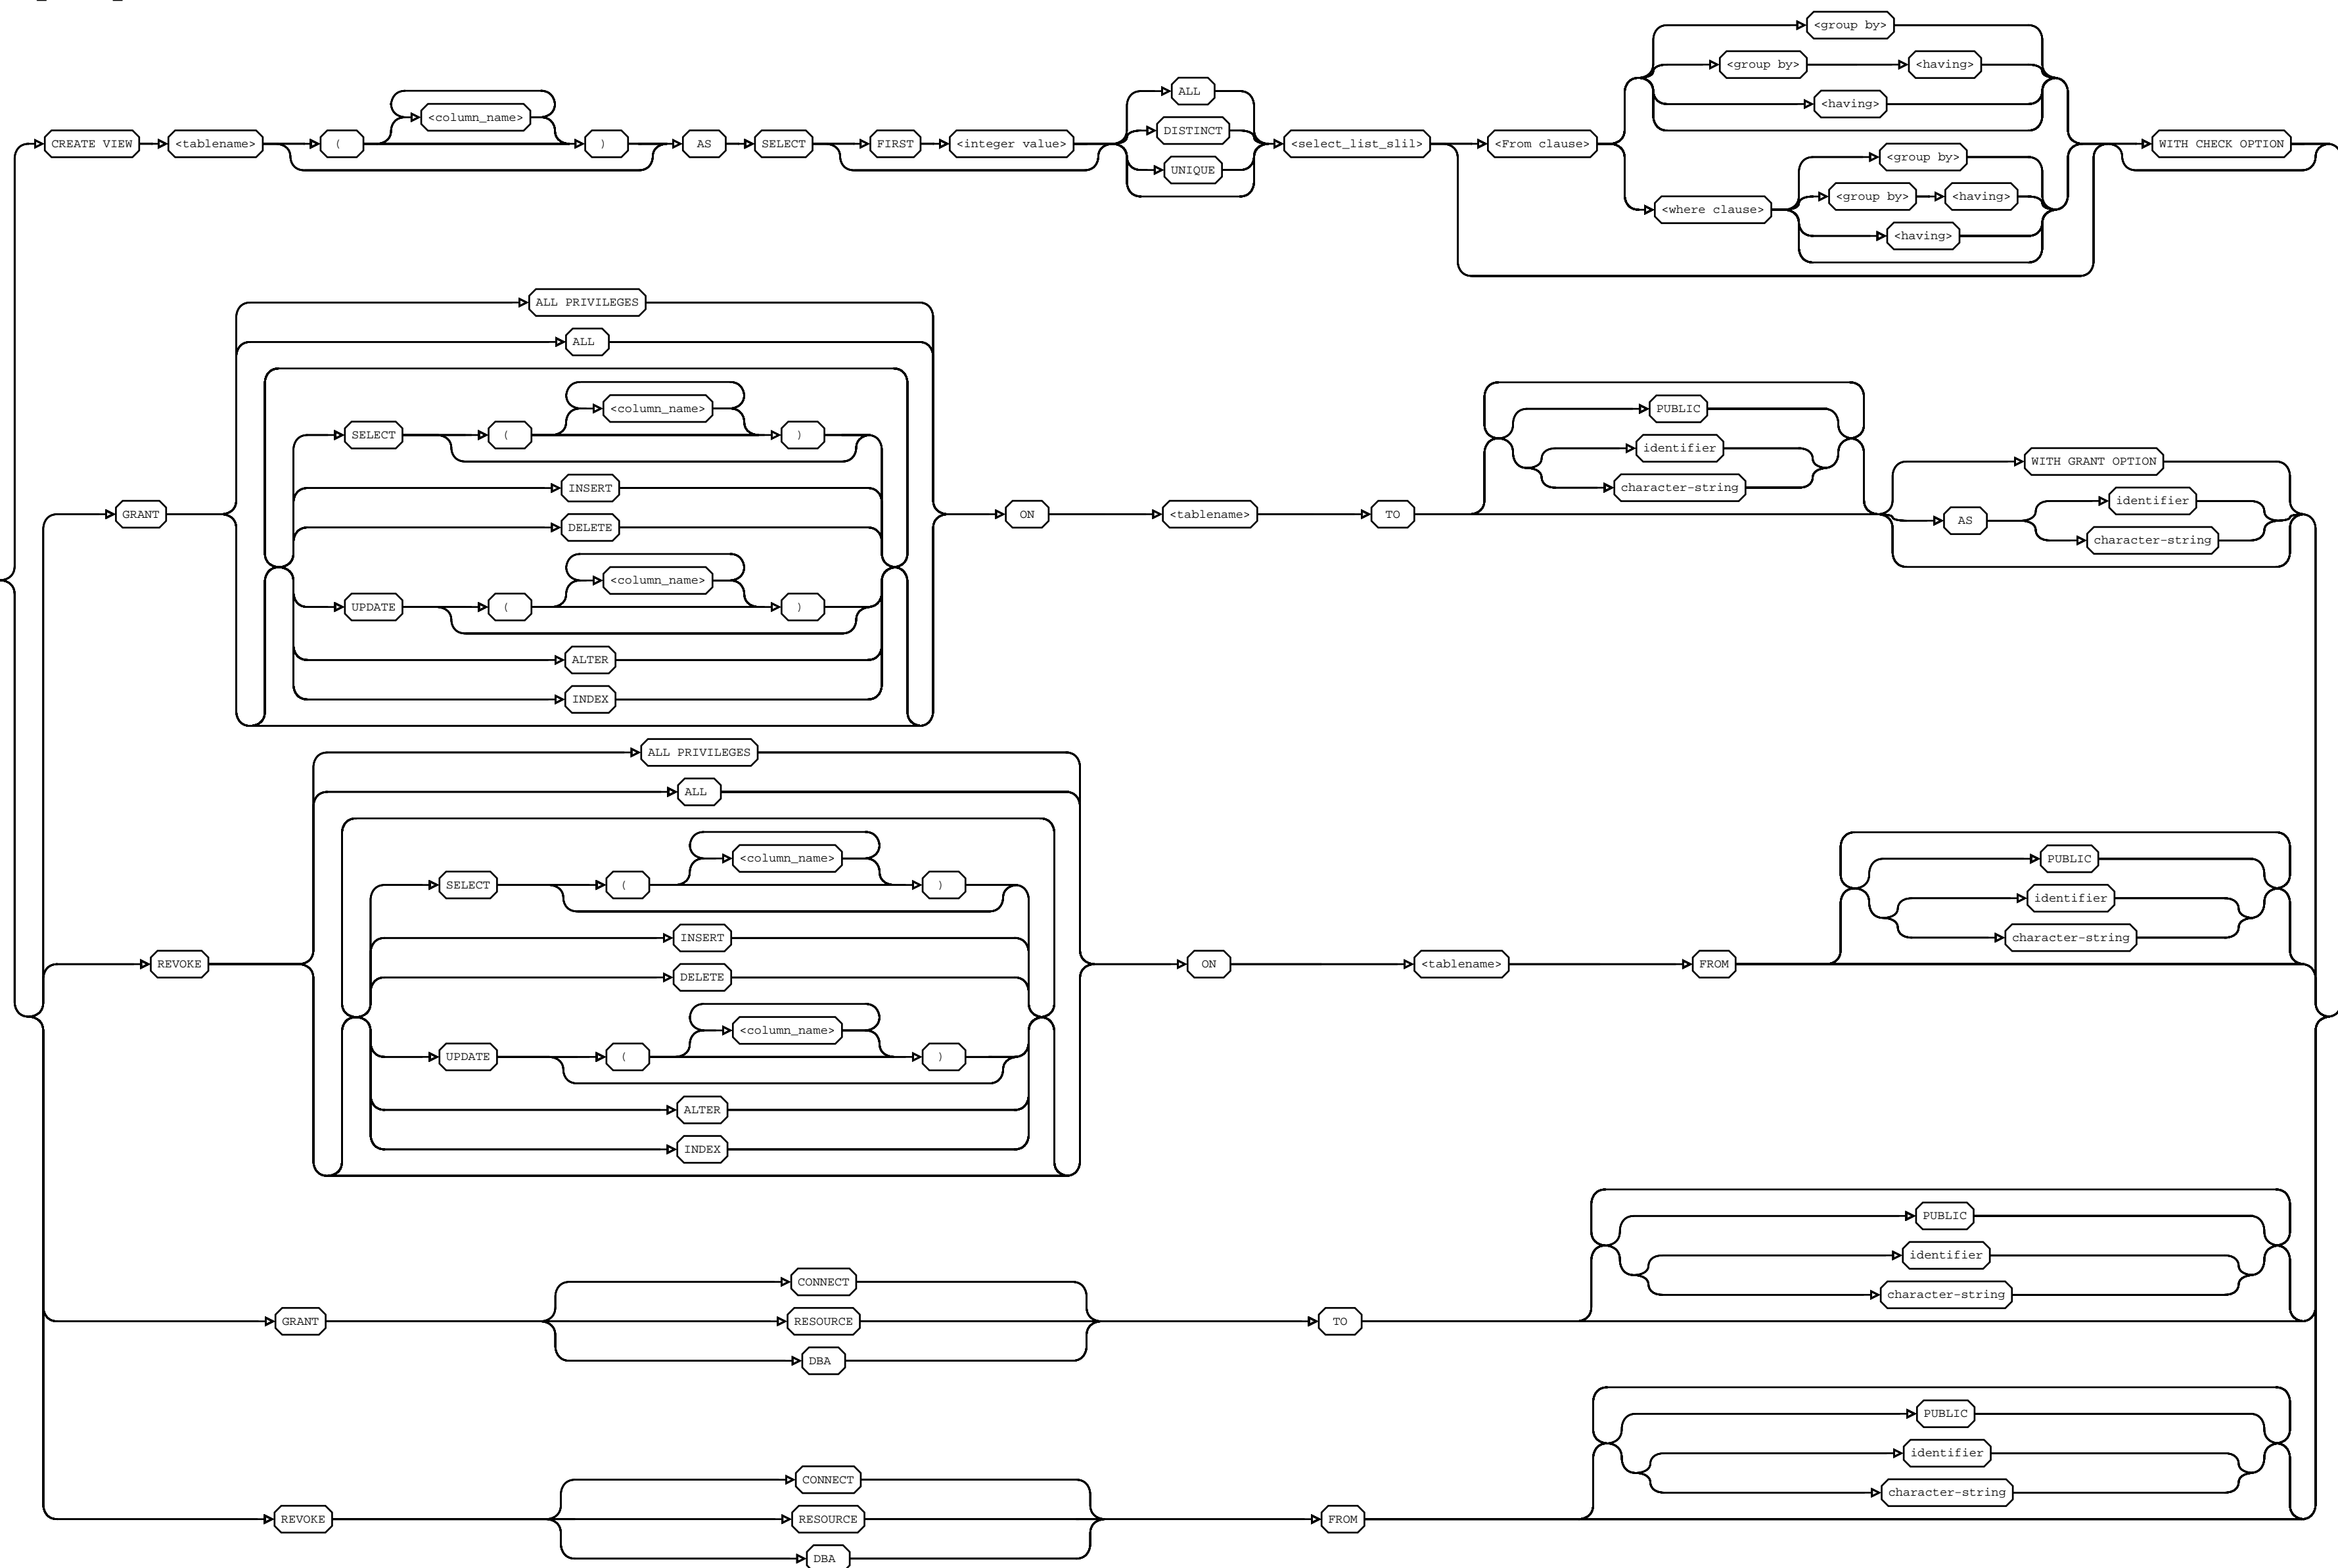 <group by>
<group by> <having>
<having>
ALL
<column_name>
DISTINCT
CREATE VIEW <tablename> ( ) AS SELECT FIRST <integer value> <select_list_slil> <From clause> WITH CHECK OPTION
UNIQUE
<group by>
<group by> <having>
<where clause>
<having>
ALL PRIVILEGES
ALL
<column_name>
SELECT ( )
INSERT
DELETE
<column_name>
UPDATE ( )
ALTER
INDEX
GRANT ON <tablename> TO
PUBLIC
identifier
character-string
WITH GRANT OPTION
AS
identifier
character-string
ALL PRIVILEGES
ALL
<column_name>
SELECT ( )
INSERT
DELETE
<column_name>
UPDATE ( )
ALTER
INDEX
REVOKE ON <tablename> FROM
PUBLIC
identifier
character-string
PUBLIC
identifier
CONNECT
character-string
GRANT RESOURCE TO
DBA
PUBLIC
identifier
CONNECT
character-string
REVOKE RESOURCE FROM
DBA